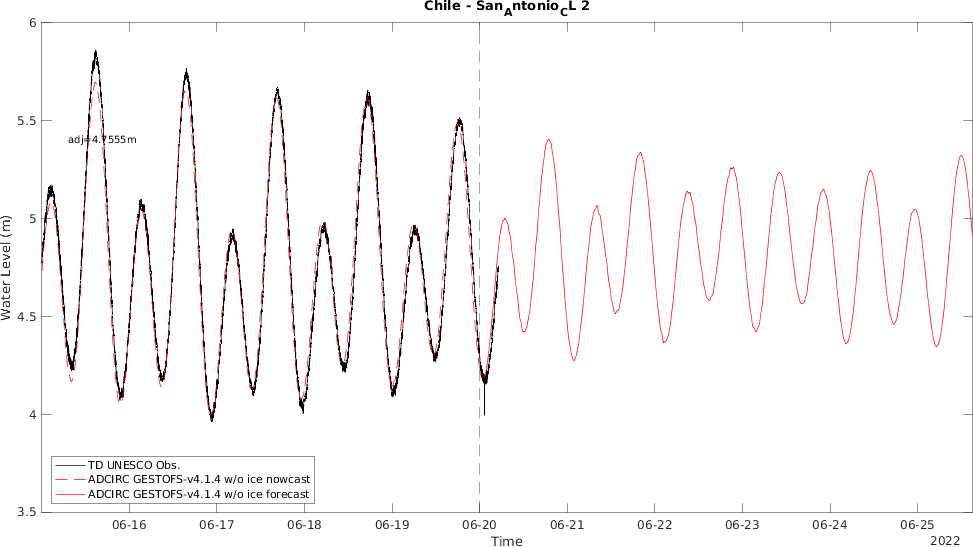 Chile - SanAntonioCL 2
6
5.5
5
4.5
4
3.5
Water Level (m)
adj=4.7555m
TD UNESCO Obs.
ADCIRC GESTOFS-v4.1.4 w/o ice nowcast
ADCIRC GESTOFS-v4.1.4 w/o ice forecast
06-16 06-17 06-18 06-19 06-20 06-21 06-22 06-23 06-24 06-25
Time
2022